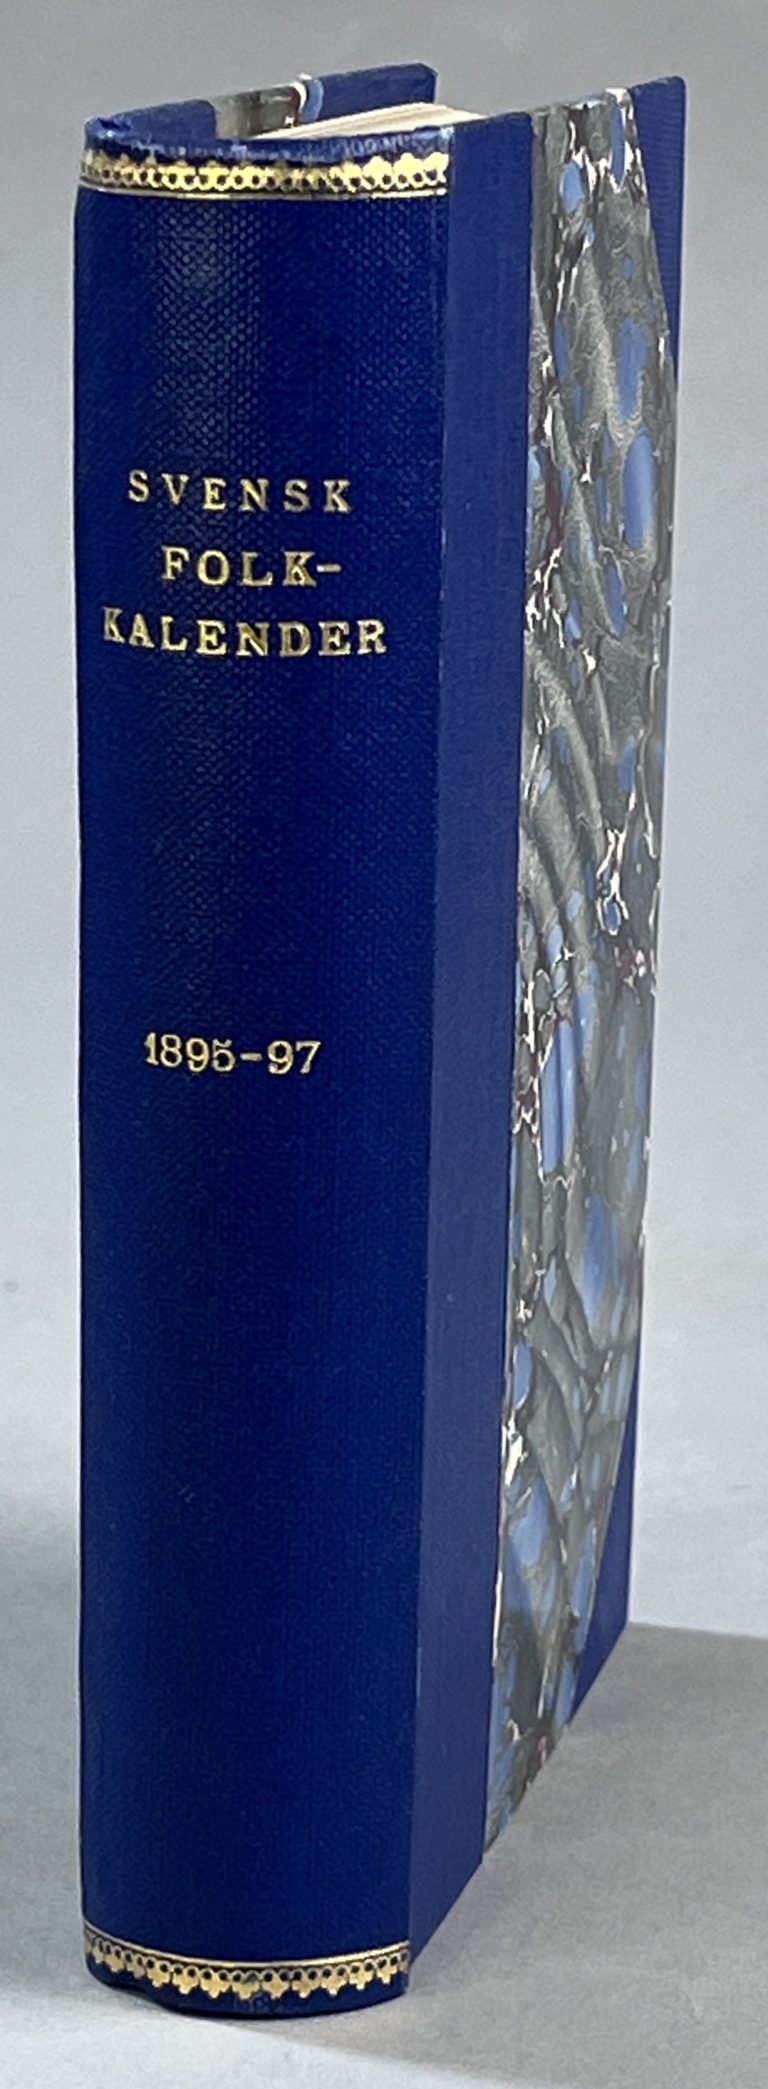 SVENSK
FOLK-
KALENDER
1895-97